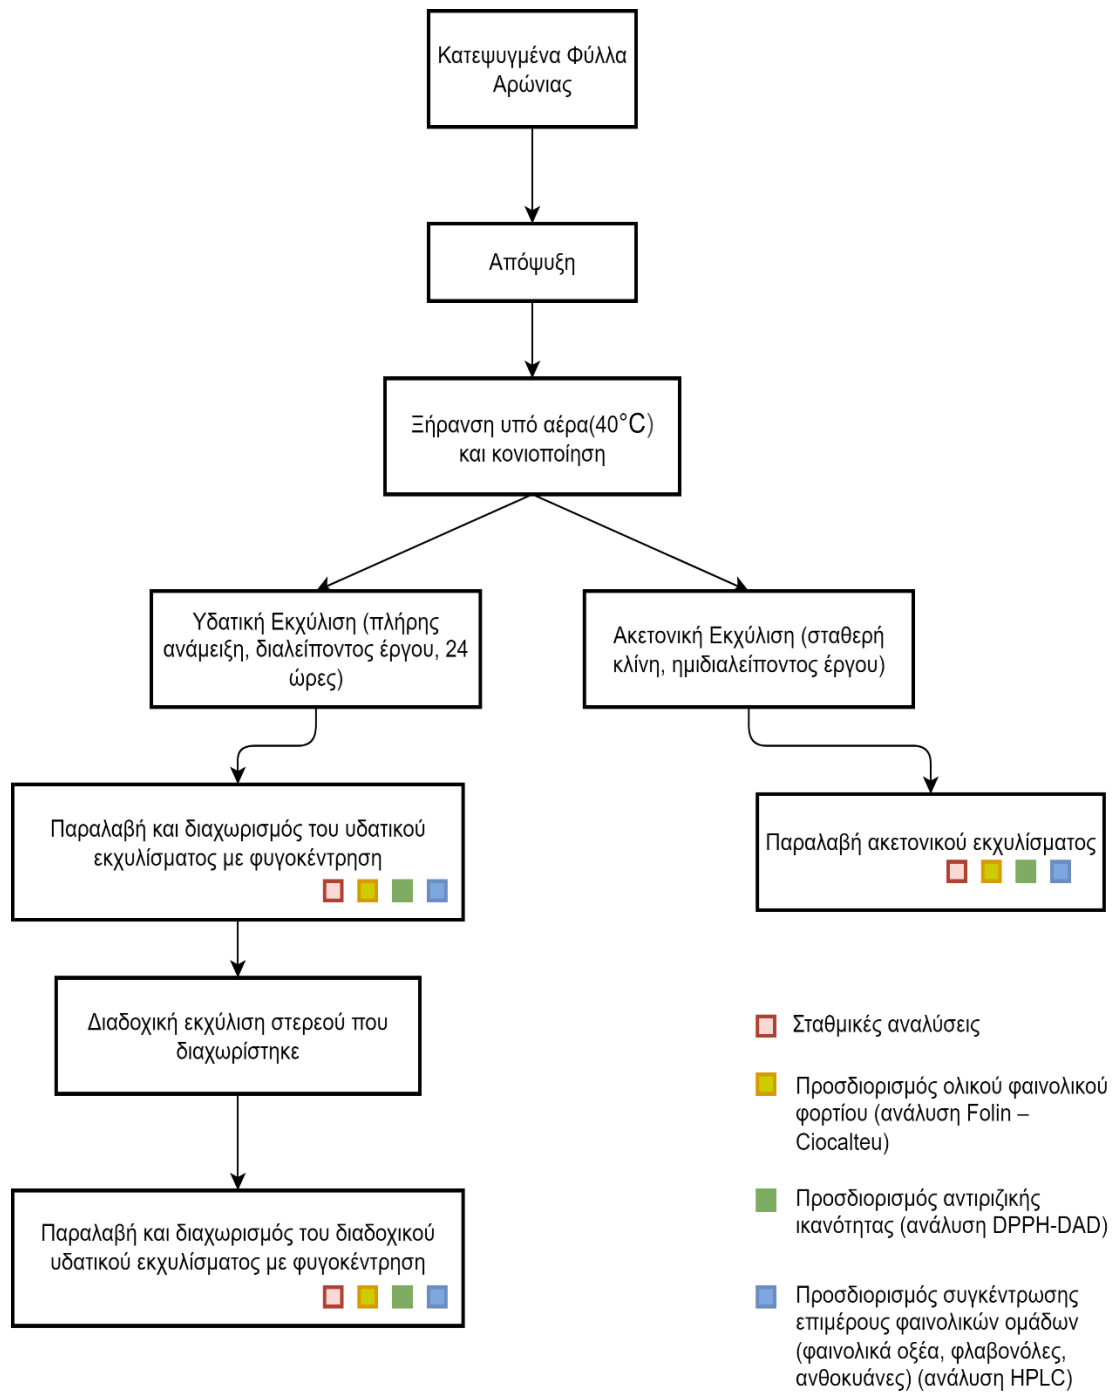 Κατεψυγμένα Φύλλα
Αρώνιας
Απόψυξη
Ξήρανση υπό αέρα(40°C)
και κονιοποίηση
Υδατική Εκχύλιση (πλήρης
ανάμειξη, διαλείποντος έργου, 24
ώρες)
Ακετονική Εκχύλιση (σταθερή
κλίνη, ημιδιαλείποντος έργου)
Παραλαβή και διαχωρισμός του υδατικού
εκχυλίσματος με φυγοκέντρηση
Παραλαβή ακετονικού εκχυλίσματος
Διαδοχική εκχύλιση στερεού που
διαχωρίστηκε
Παραλαβή και διαχωρισμός του διαδοχικού
υδατικού εκχυλίσματος με φυγοκέντρηση
Σταθμικές αναλύσεις
Προσδιορισμός ολικού φαινολικού
φορτίου (ανάλυση Folin –
Ciocalteu)
Προσδιορισμός αντιριζικής
ικανότητας (ανάλυση DPPH-DAD)
Προσδιορισμός συγκέντρωσης
επιμέρους φαινολικών ομάδων
(φαινολικά οξέα, φλαβονόλες,
ανθοκυάνες) (ανάλυση HPLC)